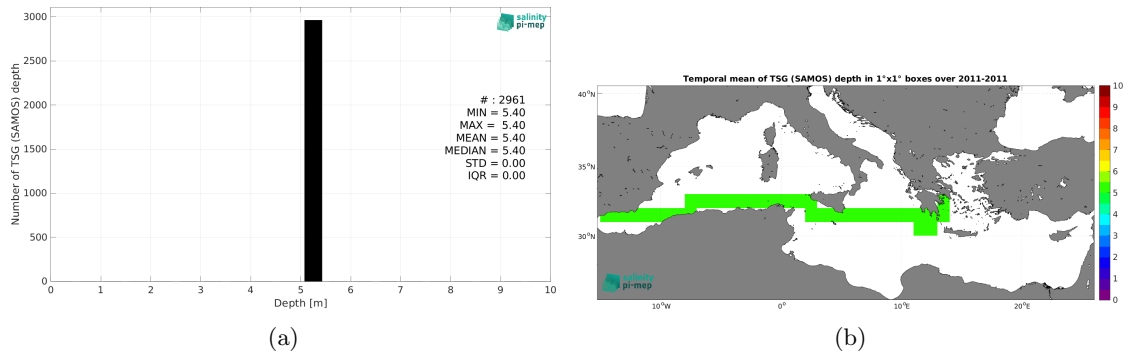 3000
2500
2000
1500
1000
500
0
Number of TSG (SAMOS) depth
salinity
pi-mep
# : 2961
MIN = 5.40
MAX = 5.40
MEAN = 5.40
MEDIAN = 5.40
STD = 0.00
IQR = 0.00
0 1 2 3 4 5 6 7 8 9 10
Depth [m]
(a)
Temporal mean of TSG (SAMOS) depth in 1°x1° boxes over 2011-2011
40°N
35°N
30°N
salinity
pi-mep
10°W 0° 10°E 20°E
10
9
8
7
6
5
4
3
2
1
0
(b)